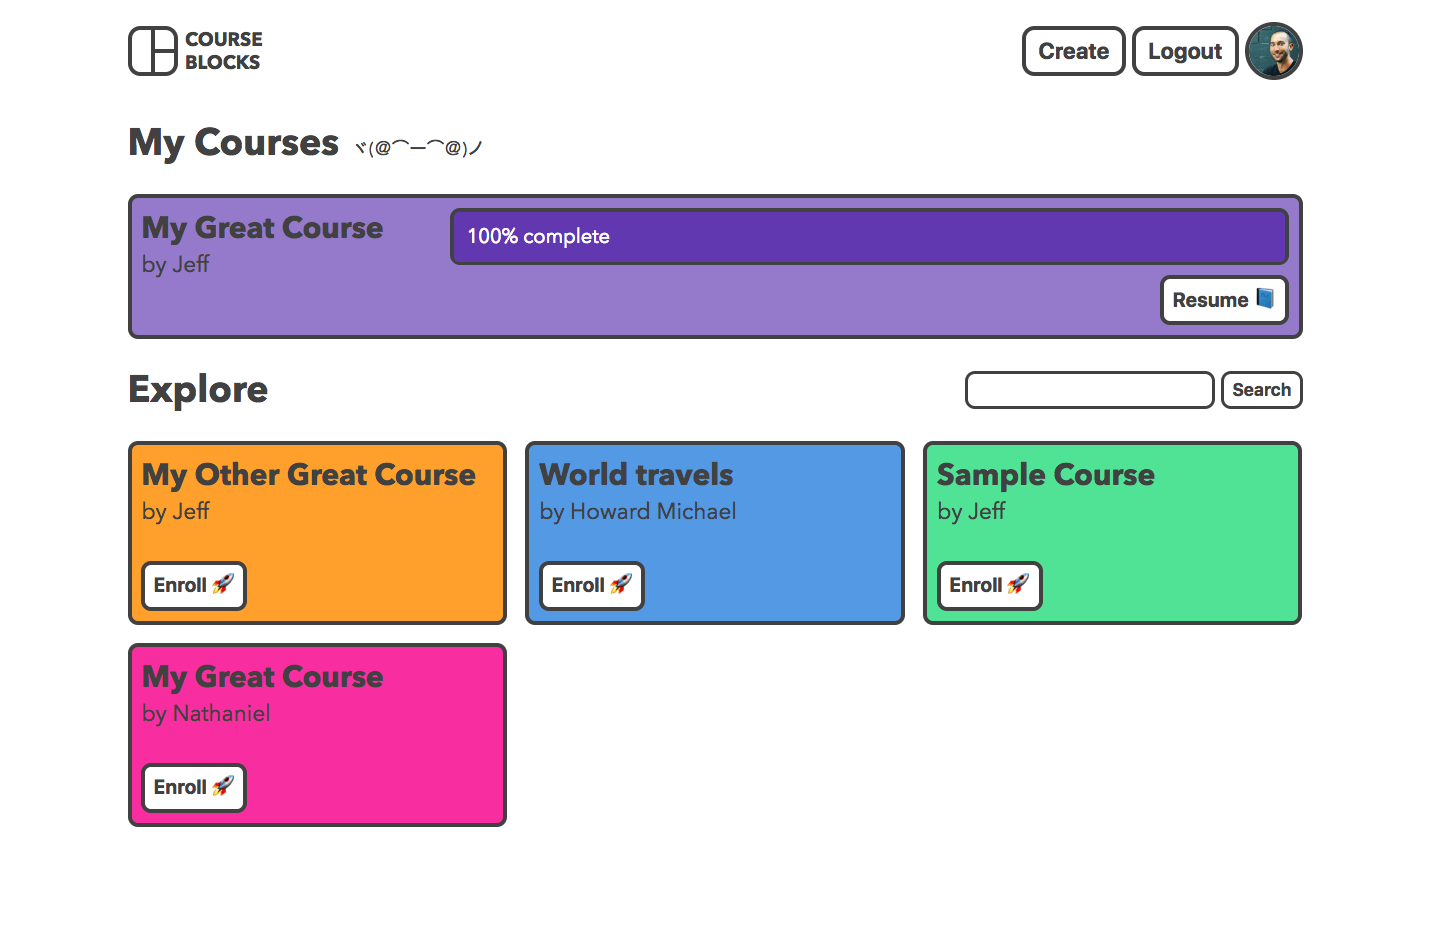 COURSE
BLOCKS
Create
Logout
My Courses ヾ(@⌒ー⌒@)ノ
My Great Course
by Jeff
100% complete
Resume 📘
Explore
Search
My Other Great Course
by Jeff
Enroll 🚀
World travels
by Howard Michael
Enroll 🚀
Sample Course
by Jeff
Enroll 🚀
My Great Course
by Nathaniel
Enroll 🚀